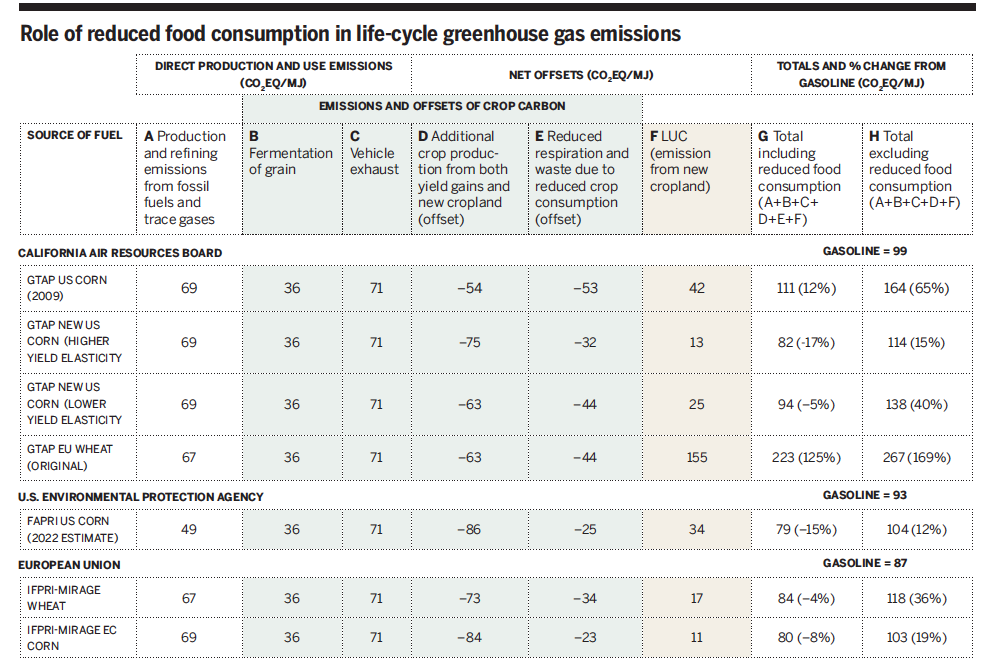 Role of reduced food consumption in life-cycle greenhouse gas emissions
DIRECT PRODUCTION AND USE EMISSIONS
(CO₂EQ/MJ)
NET OFFSETS (CO₂EQ/MJ)
TOTALS AND % CHANGE FROM
GASOLINE (CO₂EQ/MJ)
EMISSIONS AND OFFSETS OF CROP CARBON
SOURCE OF FUEL
A Production
and refining
emissions
from fossil
fuels and
trace gases
B
Fermentation
of grain
C
Vehicle
exhaust
D Additional
crop produc-
tion from both
yield gains and
new cropland
(offset)
E Reduced
respiration and
waste due to
reduced crop
consumption
(offset)
F LUC
(emission
from new
cropland)
G Total
including
reduced food
consumption
(A+B+C+
D+E+F)
H Total
excluding
reduced food
consumption
(A+B+C+D+F)
CALIFORNIA AIR RESOURCES BOARD
GASOLINE = 99
GTAP US CORN
(2009)
69 36 71 –54 –53 42 111 (12%) 164 (65%)
GTAP NEW US
CORN (HIGHER
YIELD ELASTICITY
69 36 71 –75 –32 13 82 (-17%) 114 (15%)
GTAP NEW US
CORN (LOWER
YIELD ELASTICITY
69 36 71 –63 –44 25 94 (–5%) 138 (40%)
GTAP EU WHEAT
(ORIGINAL)
67 36 71 –63 –44 155 223 (125%) 267 (169%)
U.S. ENVIRONMENTAL PROTECTION AGENCY
GASOLINE = 93
FAPRI US CORN
(2022 ESTIMATE)
49 36 71 –86 –25 34 79 (–15%) 104 (12%)
EUROPEAN UNION
GASOLINE = 87
IFPRI-MIRAGE
WHEAT
67 36 71 –73 –34 17 84 (–4%) 118 (36%)
IFPRI-MIRAGE EC
CORN
69 36 71 –84 –23 11 80 (–8%) 103 (19%)